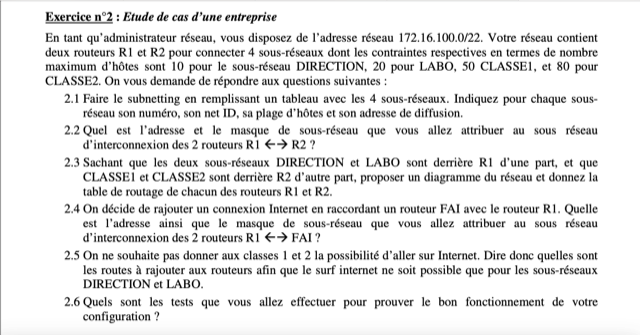 Exercice n°2 : Etude de cas d'une entreprise
En tant qu'administrateur réseau, vous disposez de l'adresse réseau 172.16.100.0/22. Votre réseau contient
deux routeurs R1 et R2 pour connecter 4 sous-réseaux dont les contraintes respectives en termes de nombre
maximum d'hôtes sont 10 pour le sous-réseau DIRECTION, 20 pour LABO, 50 CLASSE1, et 80 pour
CLASSE2. On vous demande de répondre aux questions suivantes :
2.1 Faire le subnetting en remplissant un tableau avec les 4 sous-réseaux. Indiquez pour chaque sous-
réseau son numéro, son net ID, sa plage d'hôtes et son adresse de diffusion.
2.2 Quel est l'adresse et le masque de sous-réseau que vous allez attribuer au sous réseau
d'interconnexion des 2 routeurs R1 ←→ R2 ?
2.3 Sachant que les deux sous-réseaux DIRECTION et LABO sont derrière R1 d'une part, et que
CLASSE1 et CLASSE2 sont derrière R2 d'autre part, proposer un diagramme du réseau et donnez la
table de routage de chacun des routeurs R1 et R2.
2.4 On décide de rajouter un connexion Internet en raccordant un routeur FAI avec le routeur R1. Quelle
est l'adresse ainsi que le masque de sous-réseau que vous allez attribuer au sous réseau
d'interconnexion des 2 routeurs R1 ←→ FAI ?
2.5 On ne souhaite pas donner aux classes 1 et 2 la possibilité d'aller sur Internet. Dire donc quelles sont
les routes à rajouter aux routeurs afin que le surf internet ne soit possible que pour les sous-réseaux
DIRECTION et LABO.
2.6 Quels sont les tests que vous allez effectuer pour prouver le bon fonctionnement de votre
configuration ?